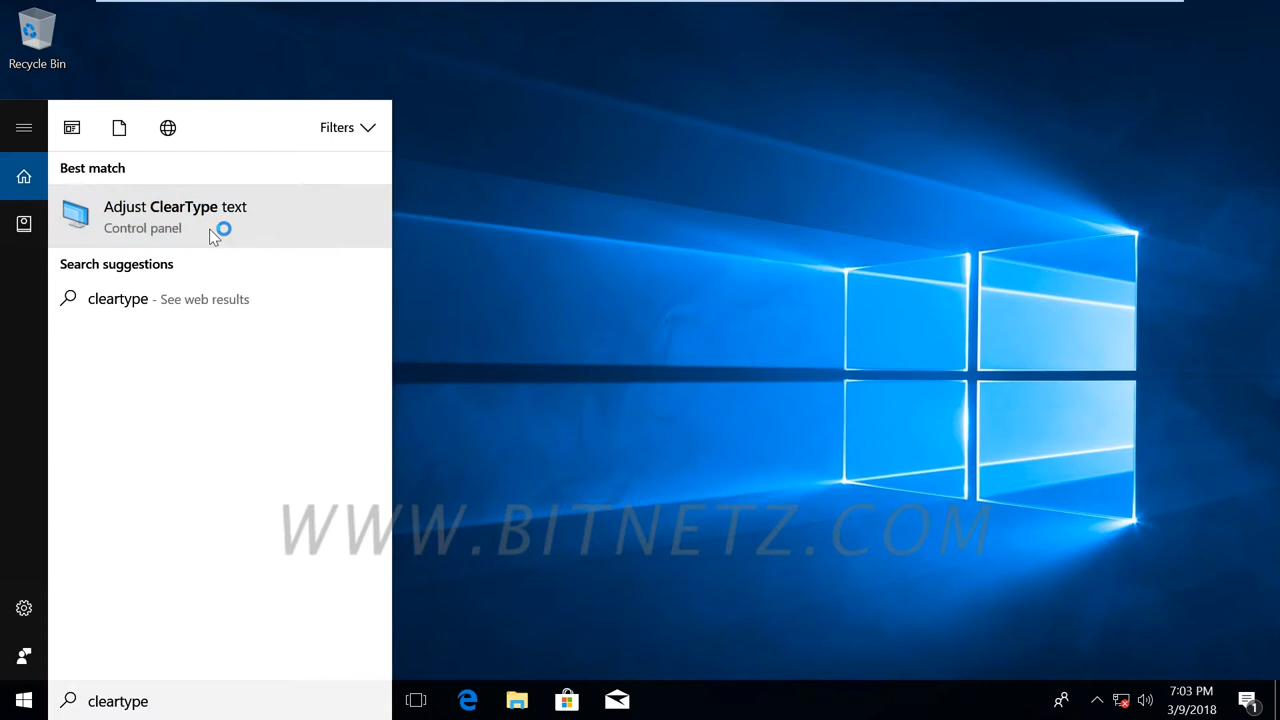 Recycle Bin
Filters
Best match
Adjust ClearType text
Control panel
Search suggestions
cleartype - See web results
WWW.BITNETZ.COM
cleartype
7:03 PM
3/9/2018
1